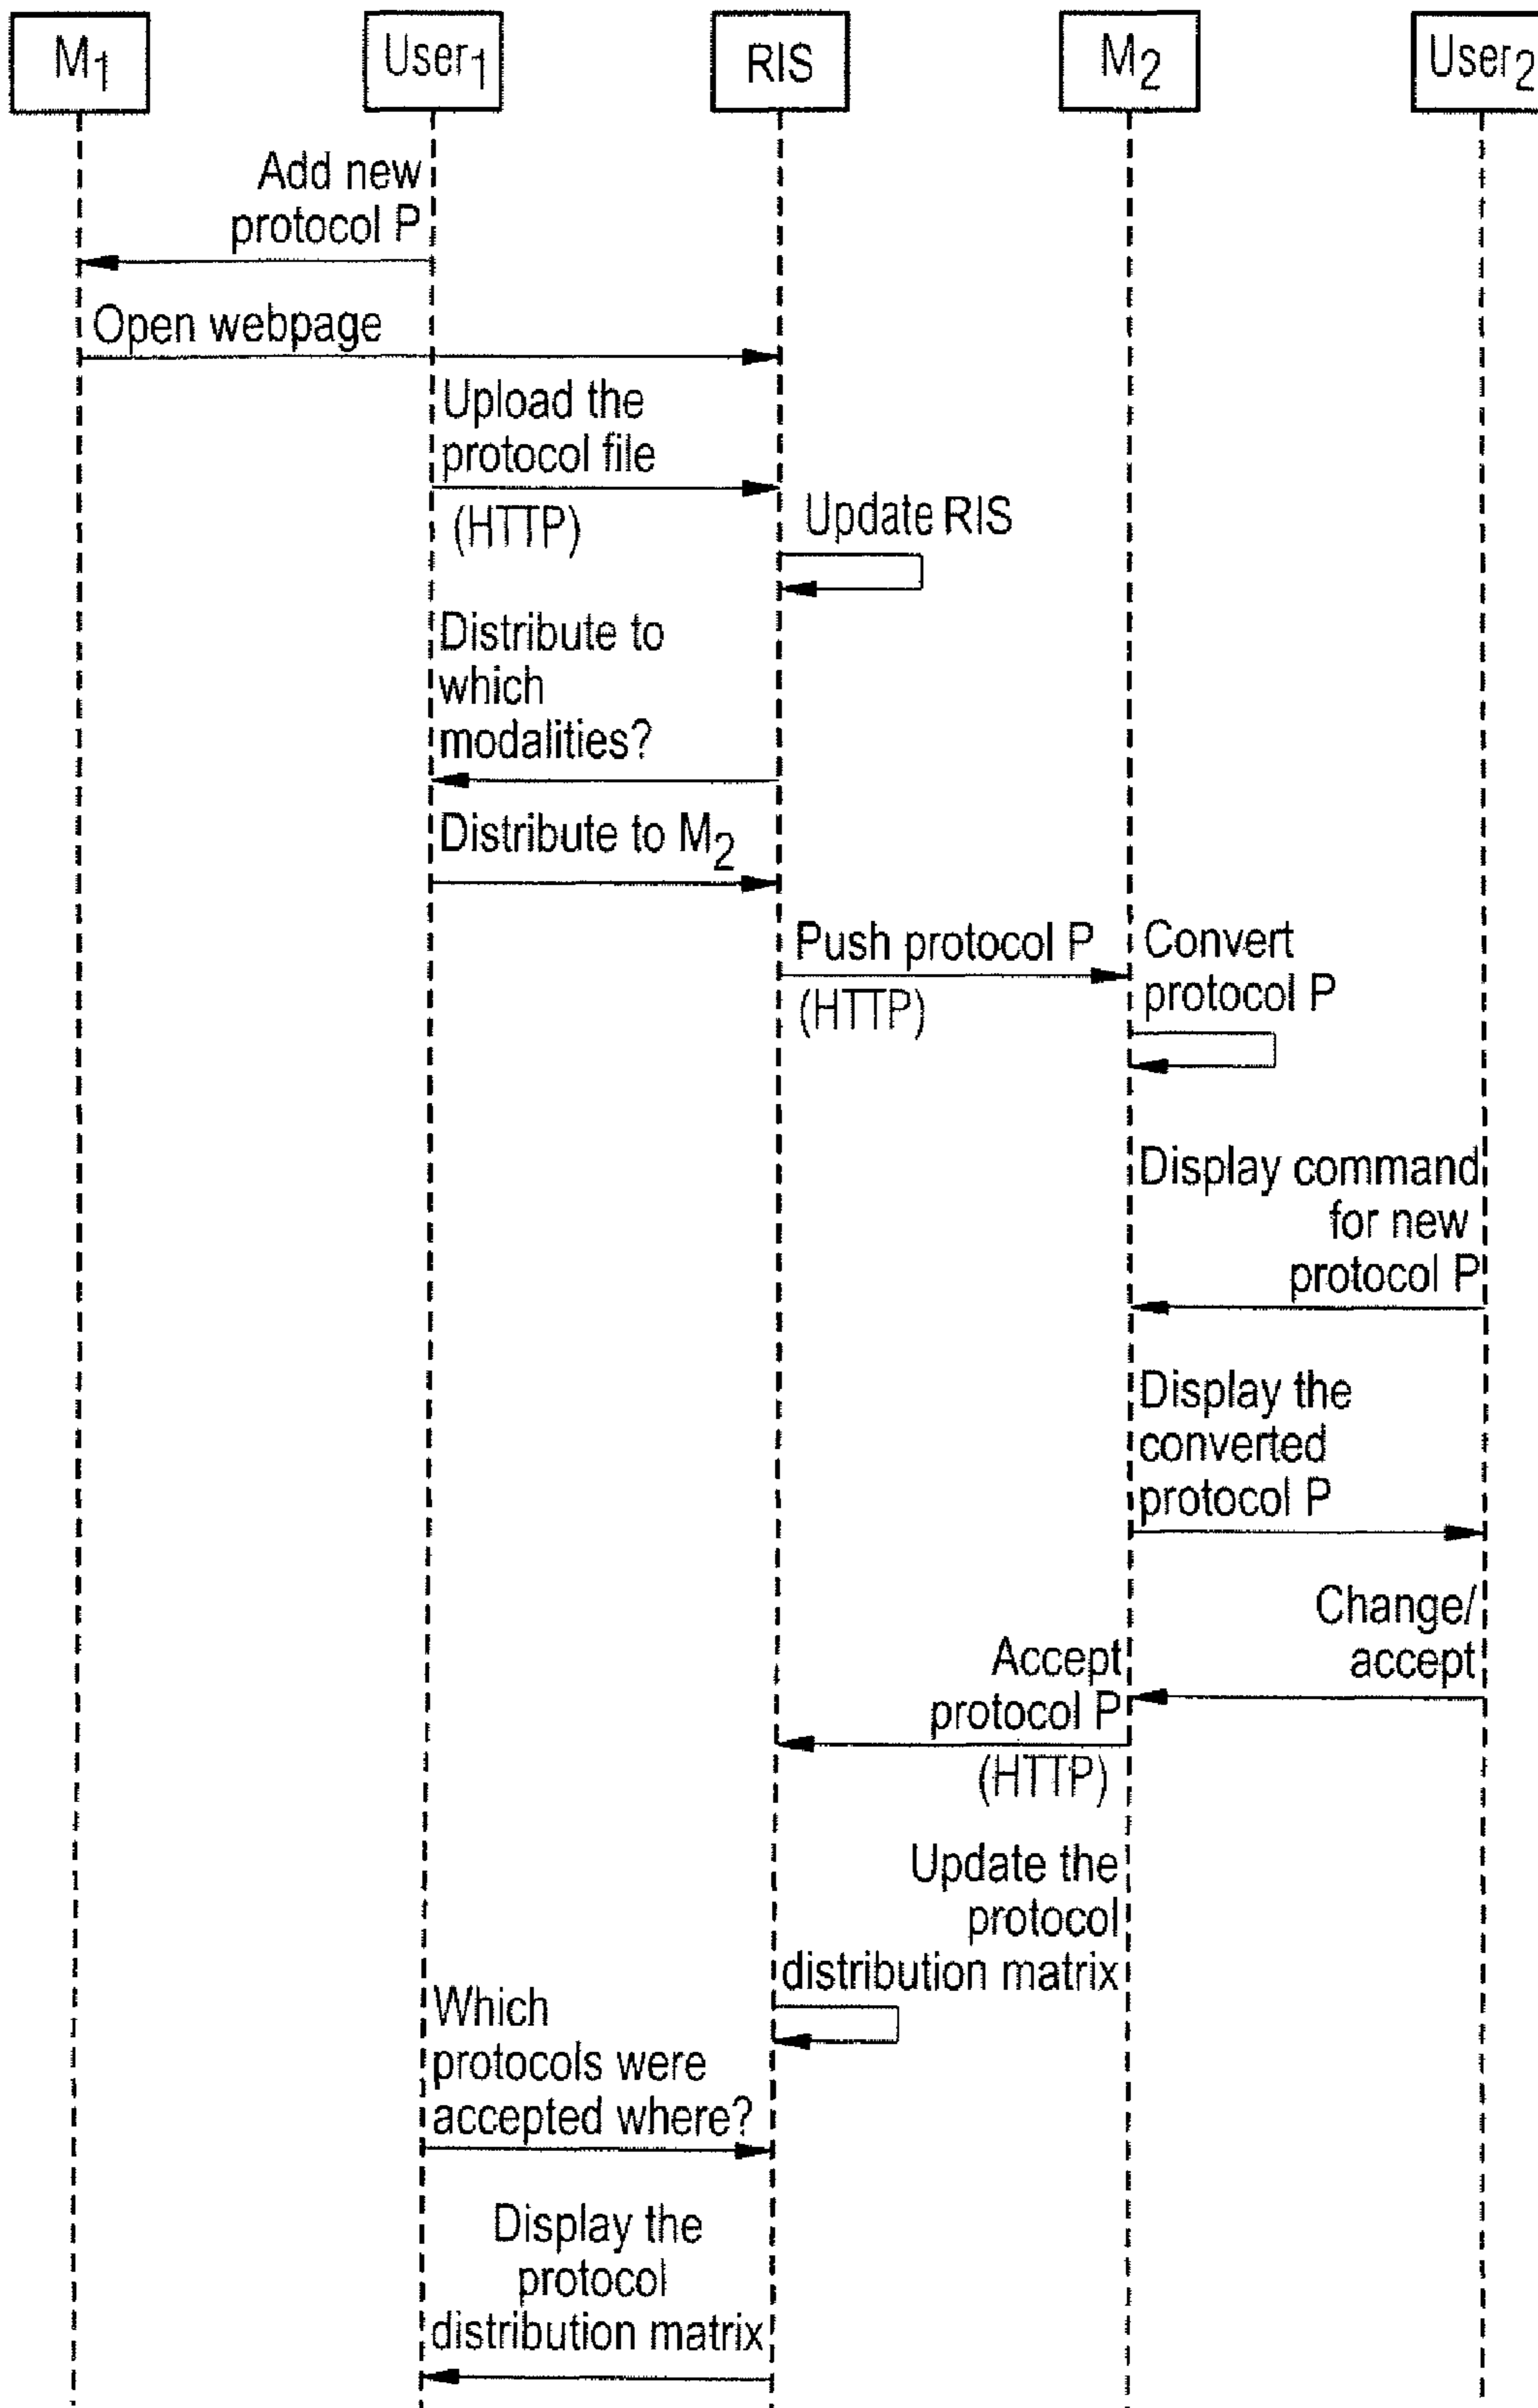 M1
User1
RIS
M2
User2
Add new
protocol P
Open webpage
Upload the
protocol file
(HTTP)
Update RIS
Distribute to
which
modalities?
Distribute to M2
Push protocol P
(HTTP)
Convert
protocol P
Display command
for new
protocol P
Display the
converted
protocol P
Change/
accept
Accept
protocol P
(HTTP)
Update the
protocol
distribution matrix
Which
protocols were
accepted where?
Display the
protocol
distribution matrix